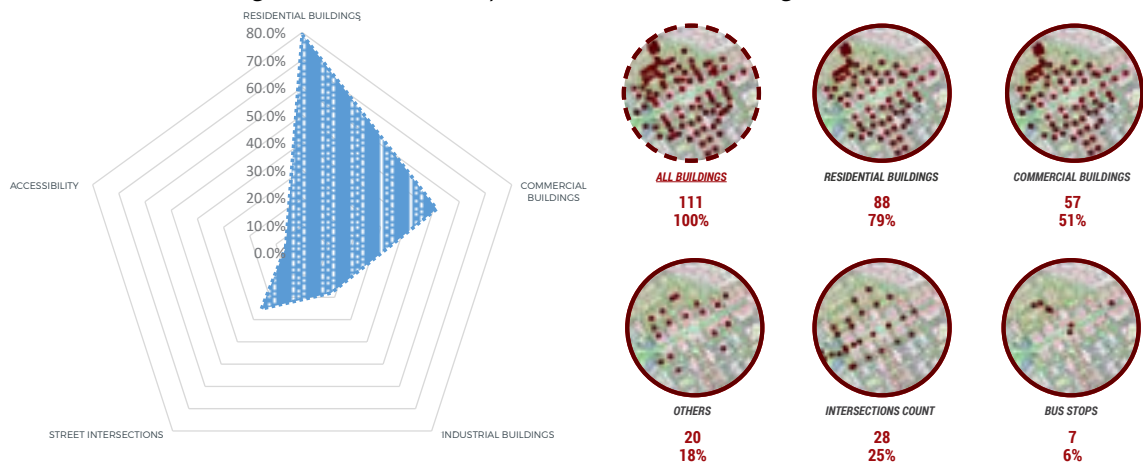 RESIDENTIAL BUILDINGS
80.0%
70.0%
60.0%
50.0%
40.0%
30.0%
20.0%
10.0%
0.0%
COMMERCIAL
BUILDINGS
INDUSTRIAL BUILDINGS
STREET INTERSECTIONS
ACCESSIBILITY
ALL BUILDINGS
111
100%
RESIDENTIAL BUILDINGS
88
79%
COMMERCIAL BUILDINGS
57
51%
OTHERS
20
18%
INTERSECTIONS COUNT
28
25%
BUS STOPS
7
6%